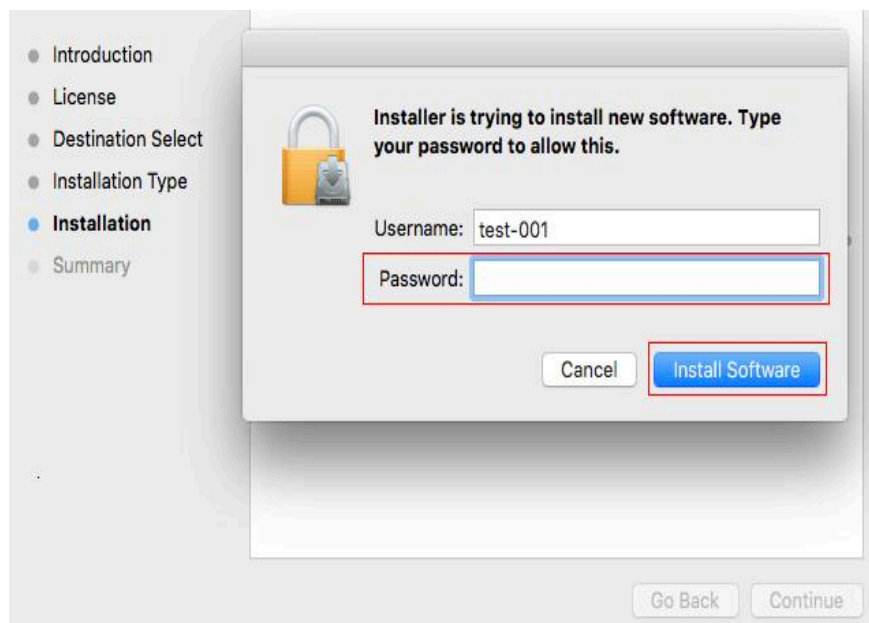 Introduction
License
Destination Select
Installation Type
Installation
Summary
Installer is trying to install new software. Type
your password to allow this.
Username: test-001
Password:
Cancel
Install Software
Go Back
Continue